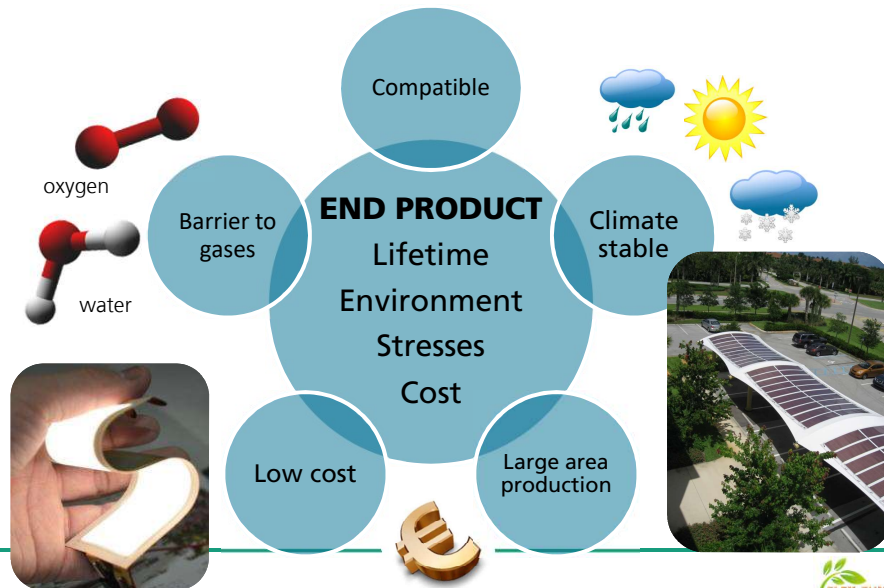 Compatible
oxygen
Barrier to
gases
water
END PRODUCT
Lifetime
Environment
Stresses
Cost
Climate
stable
Low cost
Large area
production